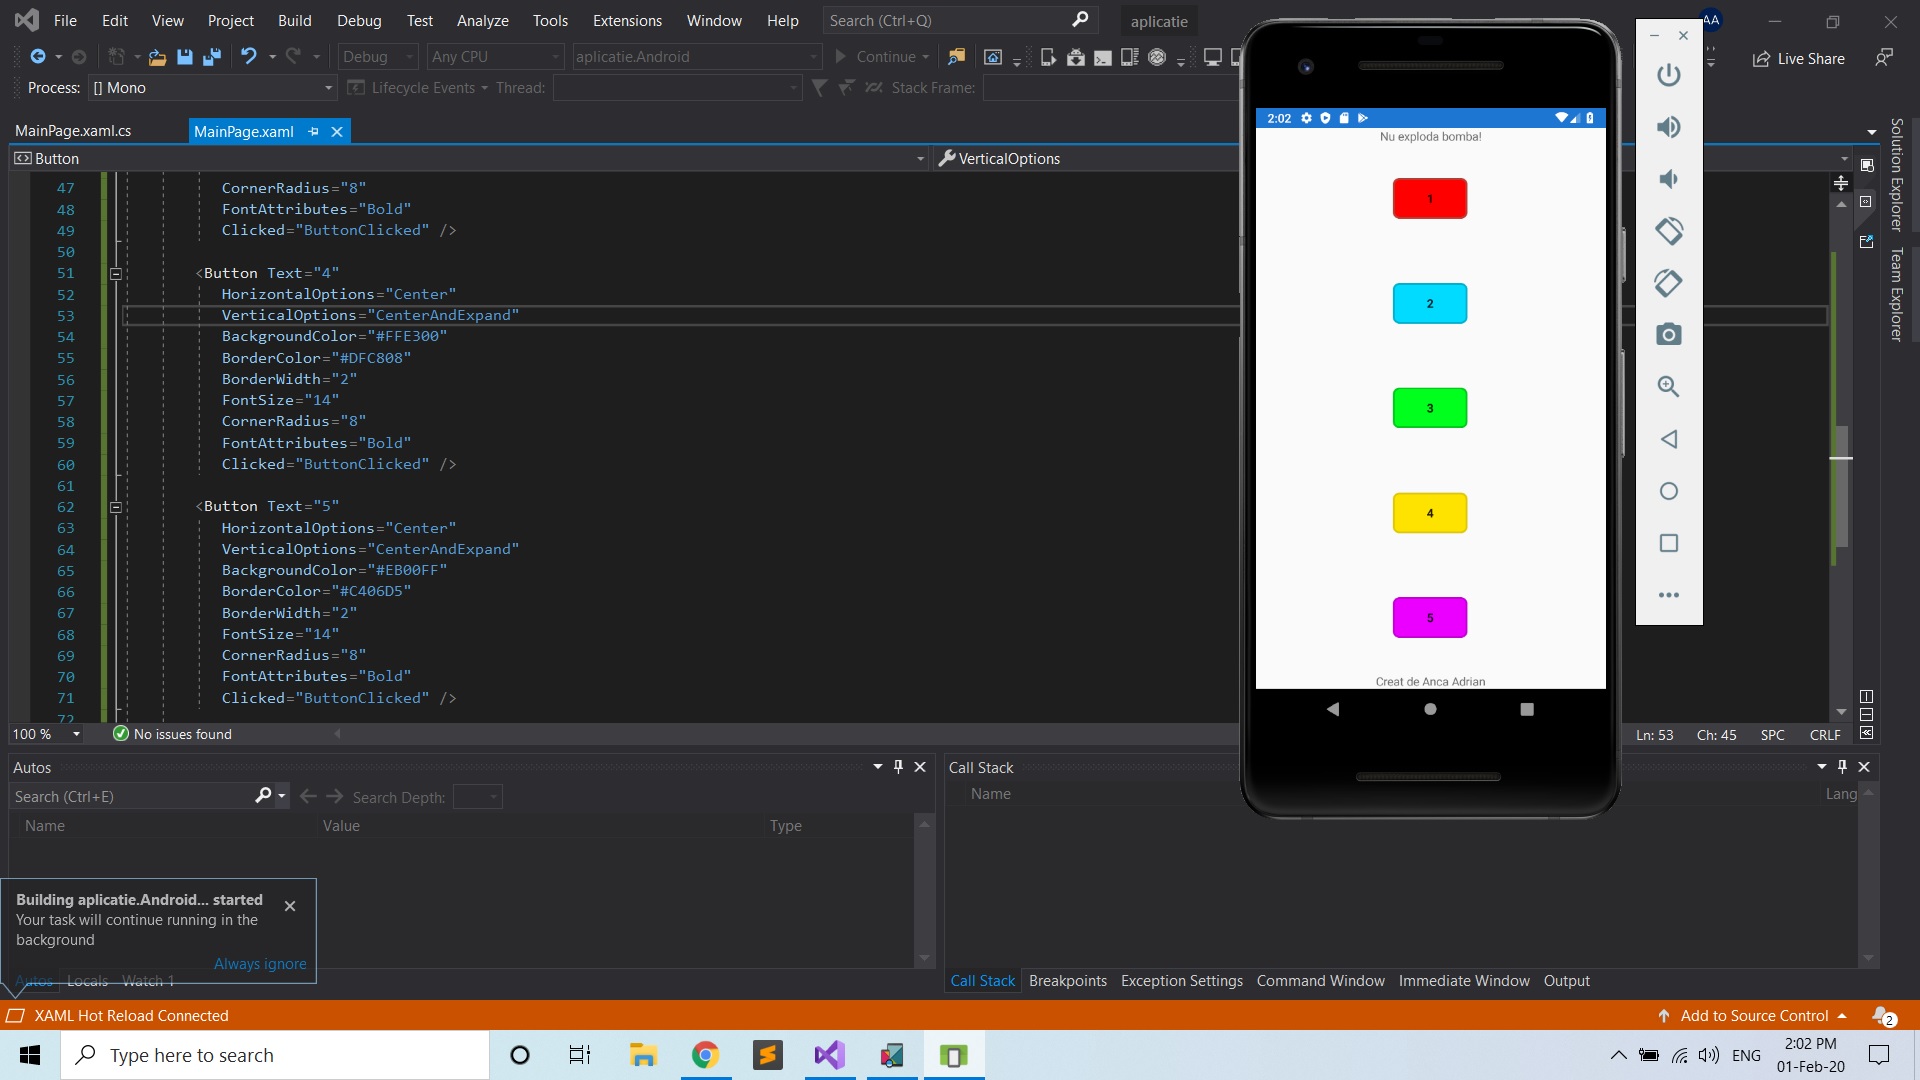 File Edit View Project Build Debug Test Analyze Tools Extensions Window Help Search (Ctrl+Q) aplicatie AA
Debug Any CPU aplicatie.Android Continue Live Share
Process: [] Mono Lifecycle Events Thread: Stack Frame:
MainPage.xaml.cs MainPage.xaml
Button VerticalOptions
47 CornerRadius="8"
48 FontAttributes="Bold"
49 Clicked="ButtonClicked" />
50
51 <Button Text="4"
52 HorizontalOptions="Center"
53 VerticalOptions="CenterAndExpand"
54 BackgroundColor="#FFE300"
55 BorderColor="#DFC808"
56 BorderWidth="2"
57 FontSize="14"
58 CornerRadius="8"
59 FontAttributes="Bold"
60 Clicked="ButtonClicked" />
61
62 <Button Text="5"
63 HorizontalOptions="Center"
64 VerticalOptions="CenterAndExpand"
65 BackgroundColor="#EB00FF"
66 BorderColor="#C406D5"
67 BorderWidth="2"
68 FontSize="14"
69 CornerRadius="8"
70 FontAttributes="Bold"
71 Clicked="ButtonClicked" />
72
100 % No issues found
Ln: 53 Ch: 45 SPC CRLF
2:02
Nu exploda bomba!
1
2
3
4
5
Creat de Anca Adrian
Solution Explorer
Team Explorer
Autos
Search (Ctrl+E) Search Depth:
Name Value Type
Call Stack
Name Lang
Building aplicatie.Android... started
Your task will continue running in the
background
Always ignore
Autos Locals Watch 1
Call Stack Breakpoints Exception Settings Command Window Immediate Window Output
XAML Hot Reload Connected Add to Source Control 2
Type here to search
ENG
2:02 PM
01-Feb-20